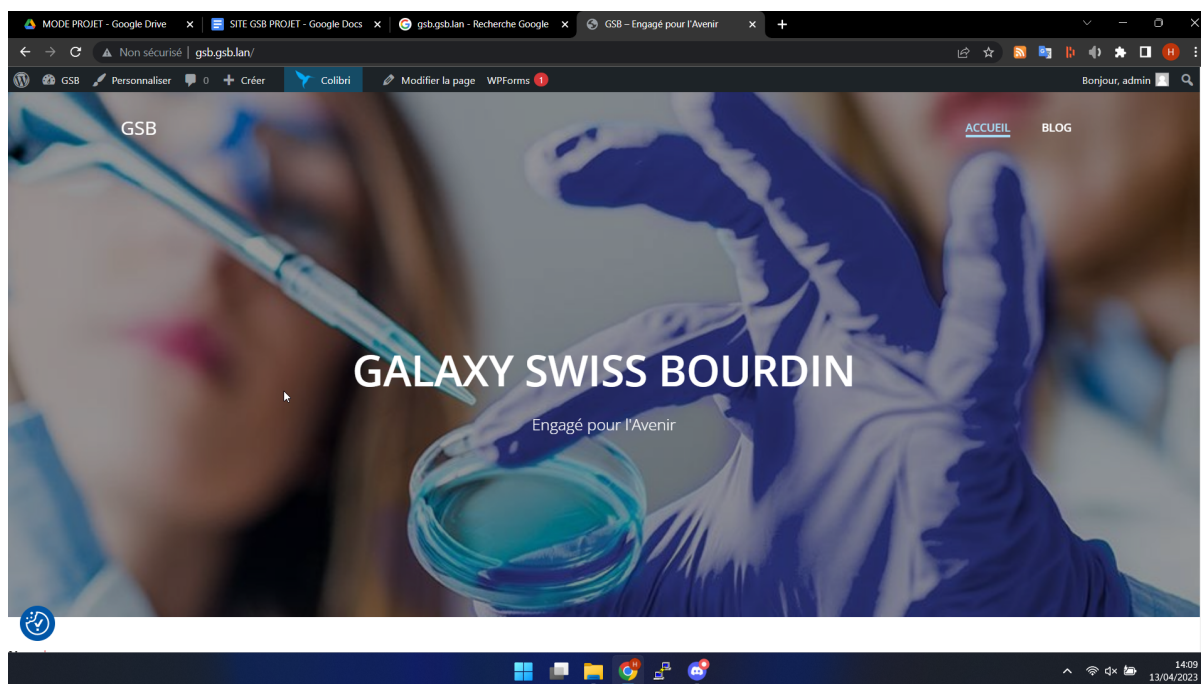 MODE PROJET - Google Drive
SITE GSB PROJET - Google Docs
gsb.gsb.lan - Recherche Google
GSB – Engagé pour l'Avenir
Non sécurisé | gsb.gsb.lan/
H
GSB Personnaliser 0 Créer Colibri Modifier la page WPForms 1 Bonjour, admin
GSB ACCUEIL BLOG
GALAXY SWISS BOURDIN
Engagé pour l'Avenir
14:09
13/04/2023